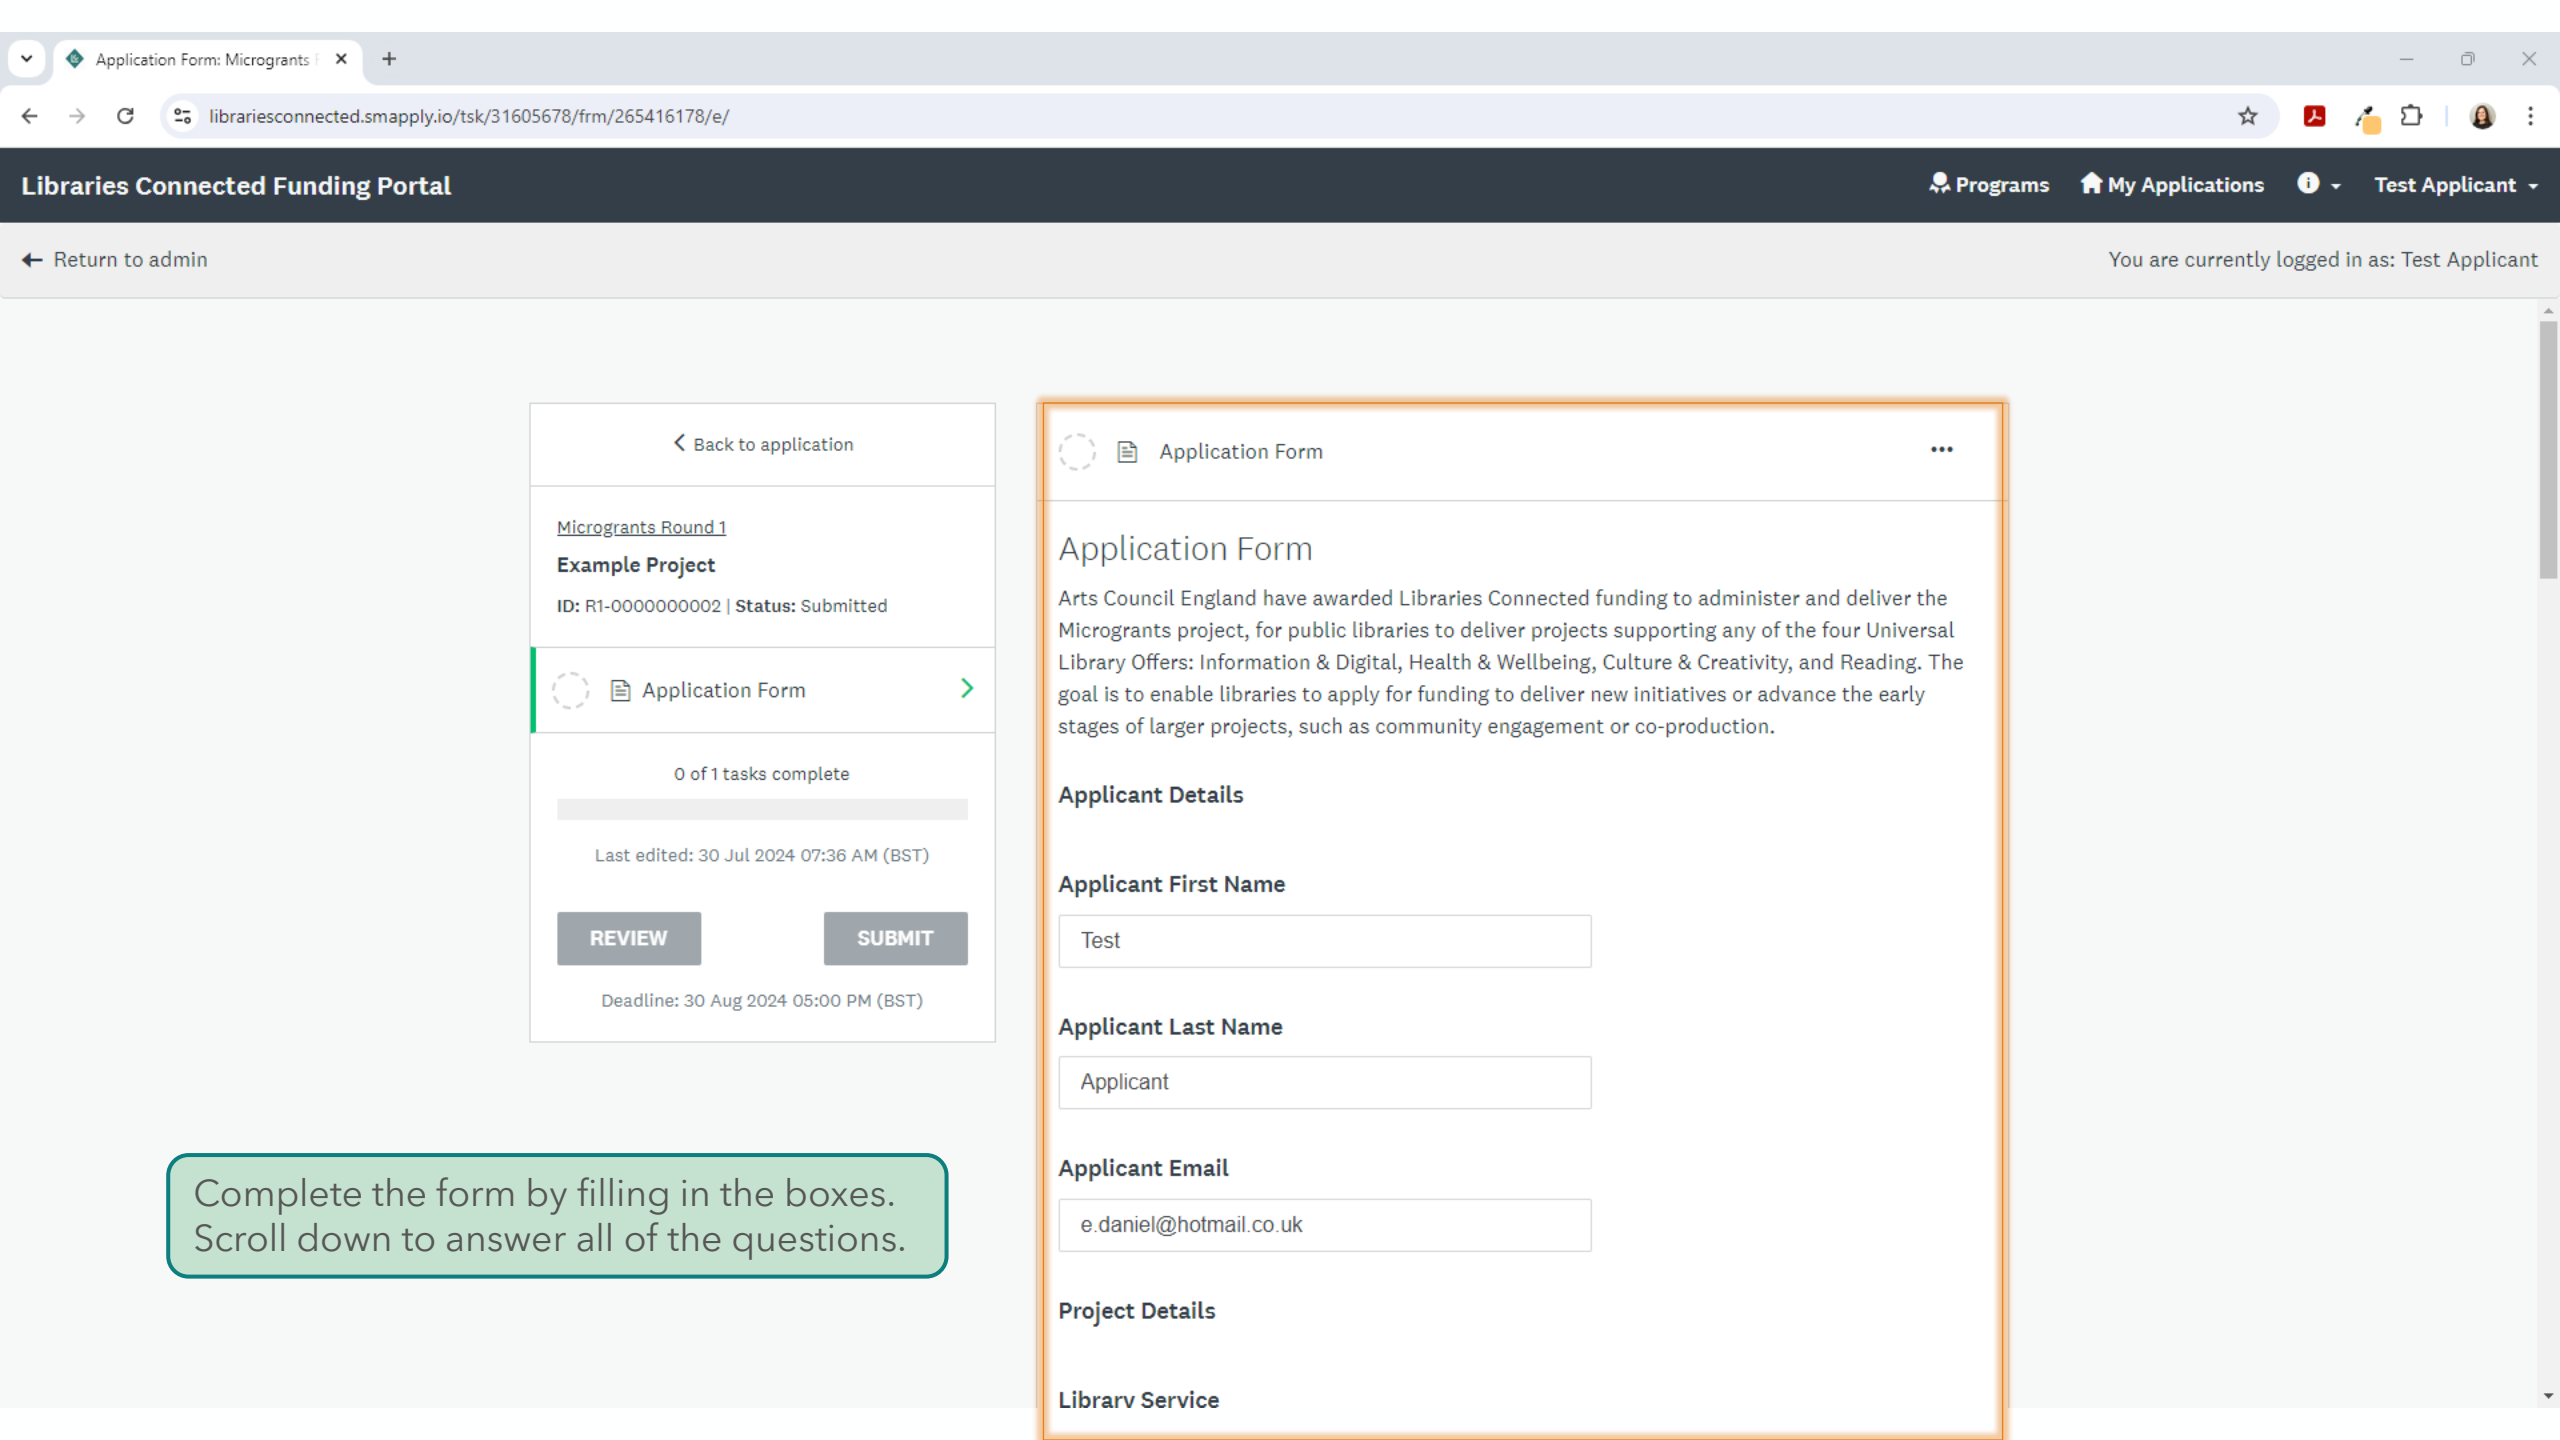 Application Form: Microgrants
librariesconnected.smapply.io/tsk/31605678/frm/265416178/e/
Libraries Connected Funding Portal
Programs
My Applications
Test Applicant
Return to admin
You are currently logged in as: Test Applicant
Back to application
Microgrants Round 1
Example Project
ID: R1-0000000002 | Status: Submitted
Application Form
0 of 1 tasks complete
Last edited: 30 Jul 2024 07:36 AM (BST)
REVIEW
SUBMIT
Deadline: 30 Aug 2024 05:00 PM (BST)
Complete the form by filling in the boxes.
Scroll down to answer all of the questions.
Application Form
Application Form
Arts Council England have awarded Libraries Connected funding to administer and deliver the
Microgrants project, for public libraries to deliver projects supporting any of the four Universal
Library Offers: Information & Digital, Health & Wellbeing, Culture & Creativity, and Reading. The
goal is to enable libraries to apply for funding to deliver new initiatives or advance the early
stages of larger projects, such as community engagement or co-production.
Applicant Details
Applicant First Name
Test
Applicant Last Name
Applicant
Applicant Email
e.daniel@hotmail.co.uk
Project Details
Library Service